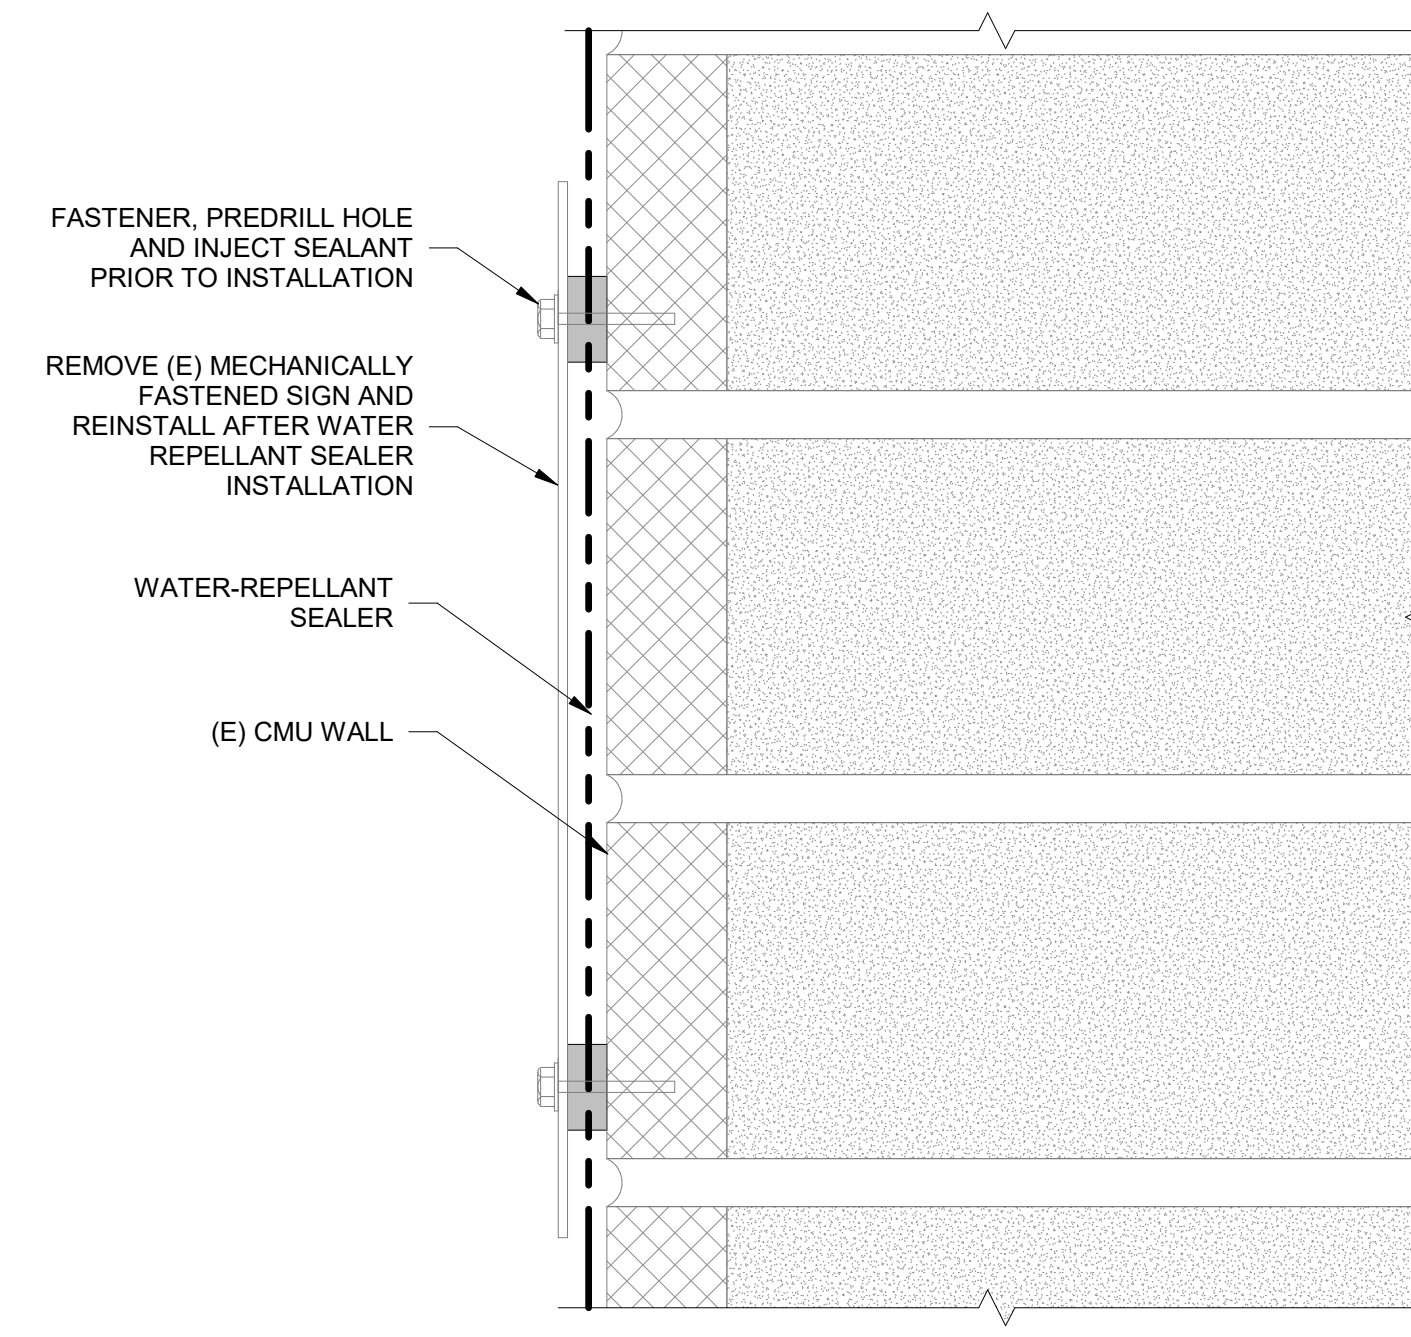 FASTENER, PREDRILL HOLE
AND INJECT SEALANT
PRIOR TO INSTALLATION
REMOVE (E) MECHANICALLY
FASTENED SIGN AND
REINSTALL AFTER WATER
REPELLANT SEALER
INSTALLATION
WATER-REPELLANT
SEALER
(E) CMU WALL